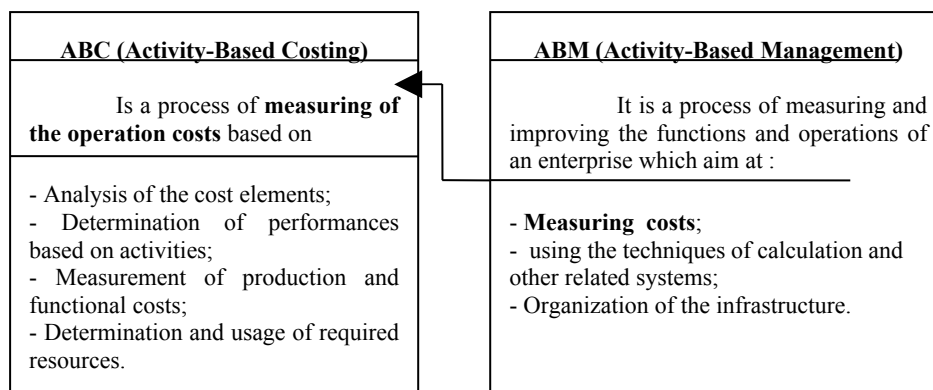 ABC (Activity-Based Costing)
Is a process of measuring of
the operation costs based on
- Analysis of the cost elements;
- Determination of performances
based on activities;
- Measurement of production and
functional costs;
- Determination and usage of required
resources.
ABM (Activity-Based Management)
It is a process of measuring and
improving the functions and operations of
an enterprise which aim at :
- Measuring costs;
- using the techniques of calculation and
other related systems;
- Organization of the infrastructure.